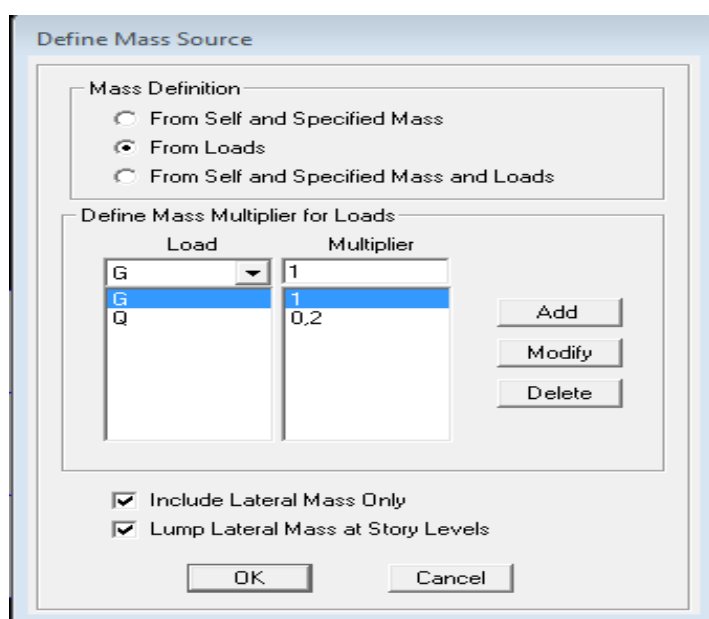 Define Mass Source
Mass Definition
From Self and Specified Mass
From Loads
From Self and Specified Mass and Loads
Define Mass Multiplier for Loads
Load Multiplier
G 1
G 1
Q 0,2
Add
Modify
Delete
Include Lateral Mass Only
Lump Lateral Mass at Story Levels
OK Cancel